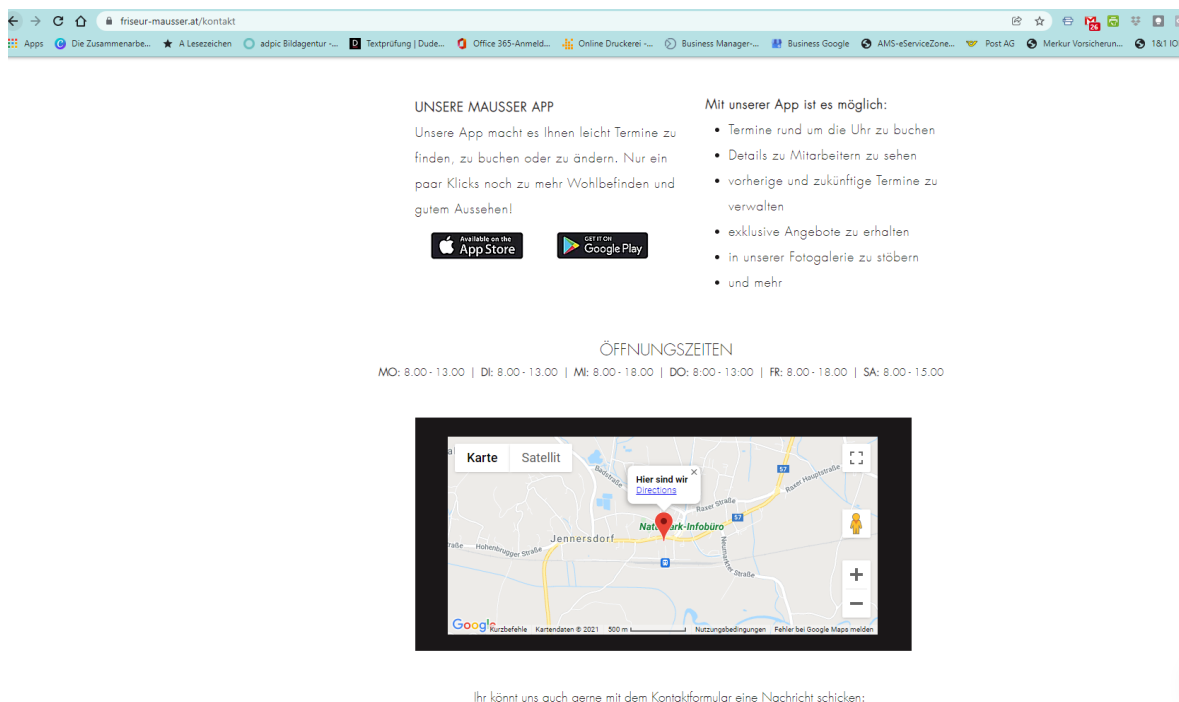 friseur-mausser.at/kontakt
26
Apps
Die Zusammenarbe...
A Lesezeichen
adpic Bildagentur -...
Textprüfung | Dude...
Office 365-Anmeld...
Online Druckerei -...
Business Manager-...
Business Google
AMS-eServiceZone...
Post AG
Merkur Vorsicherun...
1&1 IO
UNSERE MAUSSER APP
Unsere App macht es Ihnen leicht Termine zu
finden, zu buchen oder zu ändern. Nur ein
paar Klicks noch zu mehr Wohlbefinden und
gutem Aussehen!
Available on the
App Store
GET IT ON
Google Play
Mit unserer App ist es möglich:
• Termine rund um die Uhr zu buchen
• Details zu Mitarbeitern zu sehen
• vorherige und zukünftige Termine zu
verwalten
• exklusive Angebote zu erhalten
• in unserer Fotogalerie zu stöbern
• und mehr
ÖFFNUNGSZEITEN
MO: 8.00 - 13.00 | DI: 8.00 - 13.00 | MI: 8.00 - 18.00 | DO: 8:00 - 13:00 | FR: 8.00 - 18.00 | SA: 8.00 - 15.00
Karte Satellit
Hier sind wir
Directions
Badstraße
57
Raxer Hauptstraße
Raxer Straße
57
Jennersdorf
Hohenbrugger Straße
Neumarkter Straße
Google
Kurzbefehle Kartendaten © 2021 500 m Nutzungsbedingungen Fehler bei Google Maps melden
Ihr könnt uns auch gerne mit dem Kontaktformular eine Nachricht schicken: